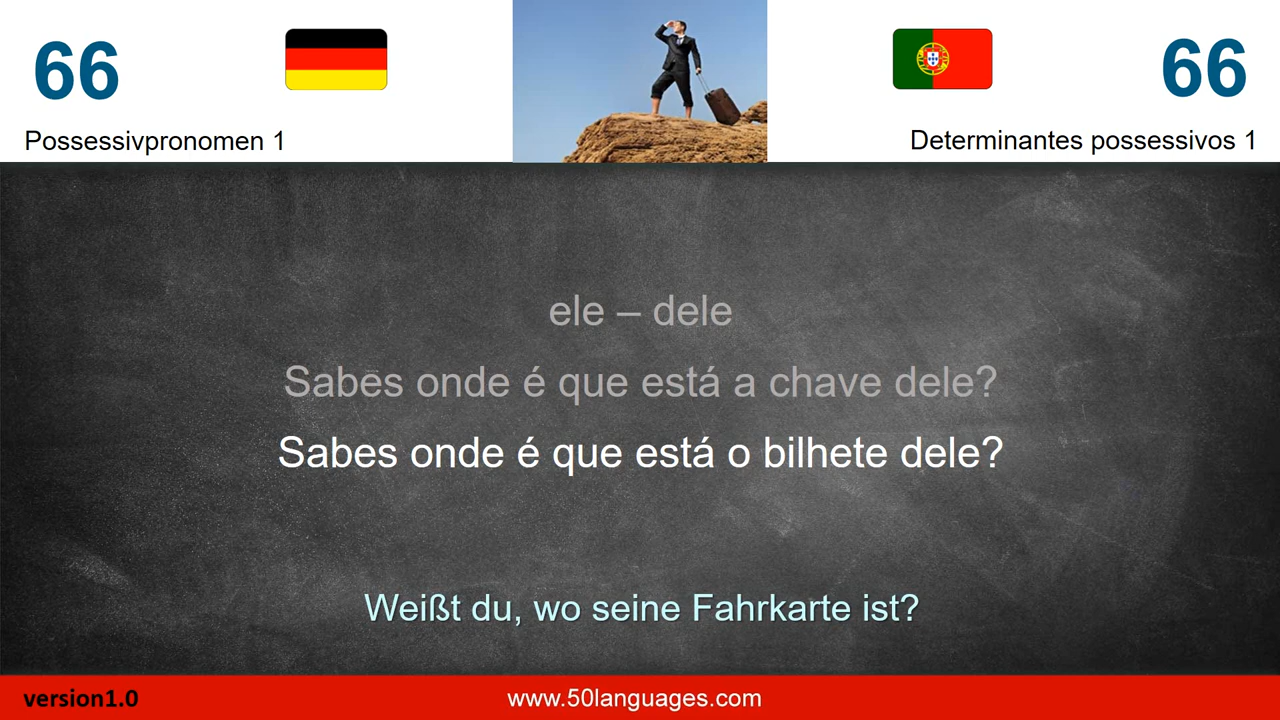 66
66
Possessivpronomen 1
Determinantes possessivos 1
ele – dele
Sabes onde é que está a chave dele?
Sabes onde é que está o bilhete dele?
Weißt du, wo seine Fahrkarte ist?
version1.0
www.50languages.com